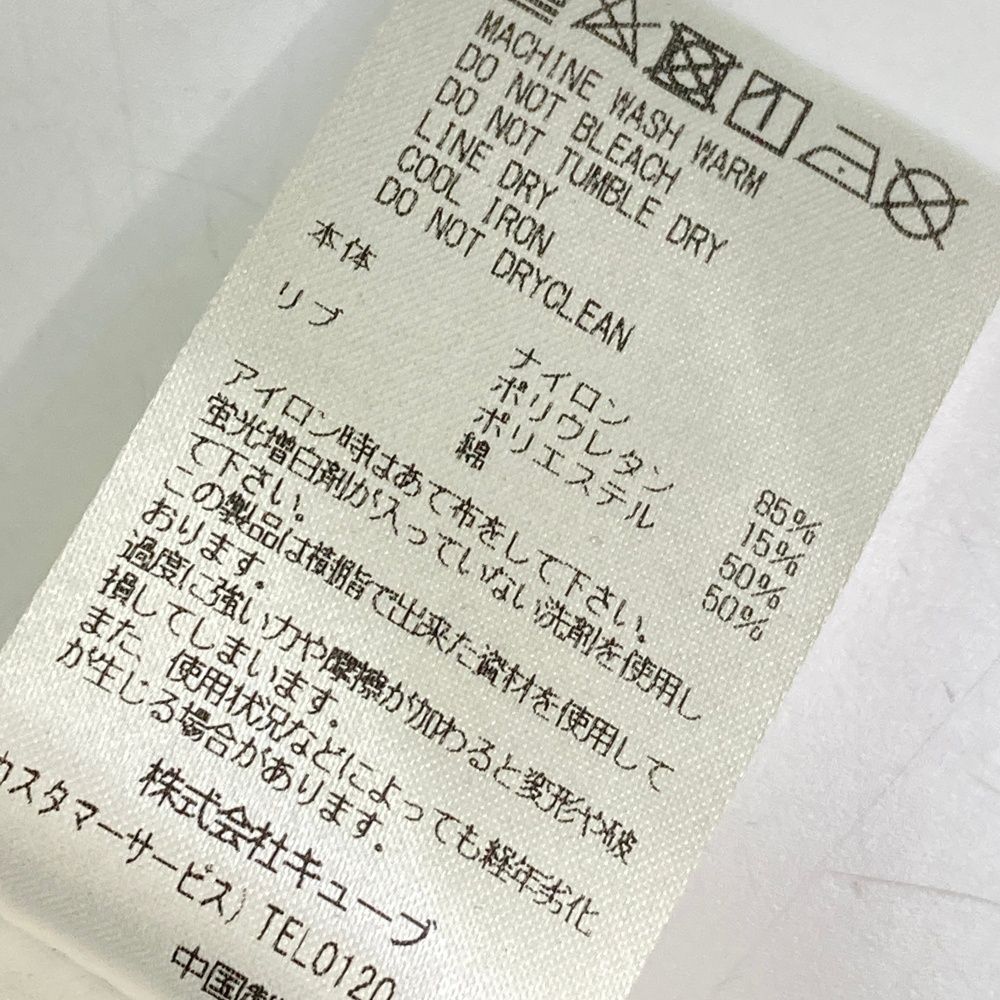 MACHINE WASH WARM
DO NOT BLEACH
DO NOT TUMBLE DRY
LINE DRY
COOL IRON
DO NOT DRYCLEAN
本体 ナイロン 85%
ポリウレタン 15%
リブ ポリエステル 50%
綿 50%
アイロン時はあて布をして下さい。
蛍光増白剤が入っていない洗剤を使用し
て下さい。
この製品は樹脂で出来た資材を使用して
おります。
過度に強い力や摩擦が加わると変形や破
損してしまいます。
また、使用状況などによっても経年劣化
が生じる場合があります。
株式会社キューブ
カスタマーサービス) TEL0120
中国製